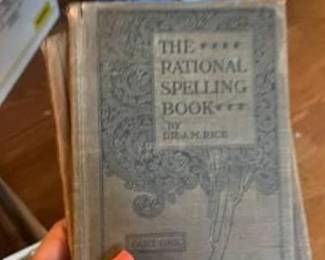 THE
RATIONAL
SPELLING
BOOK
BY
DR. J. M. RICE
PART ONE